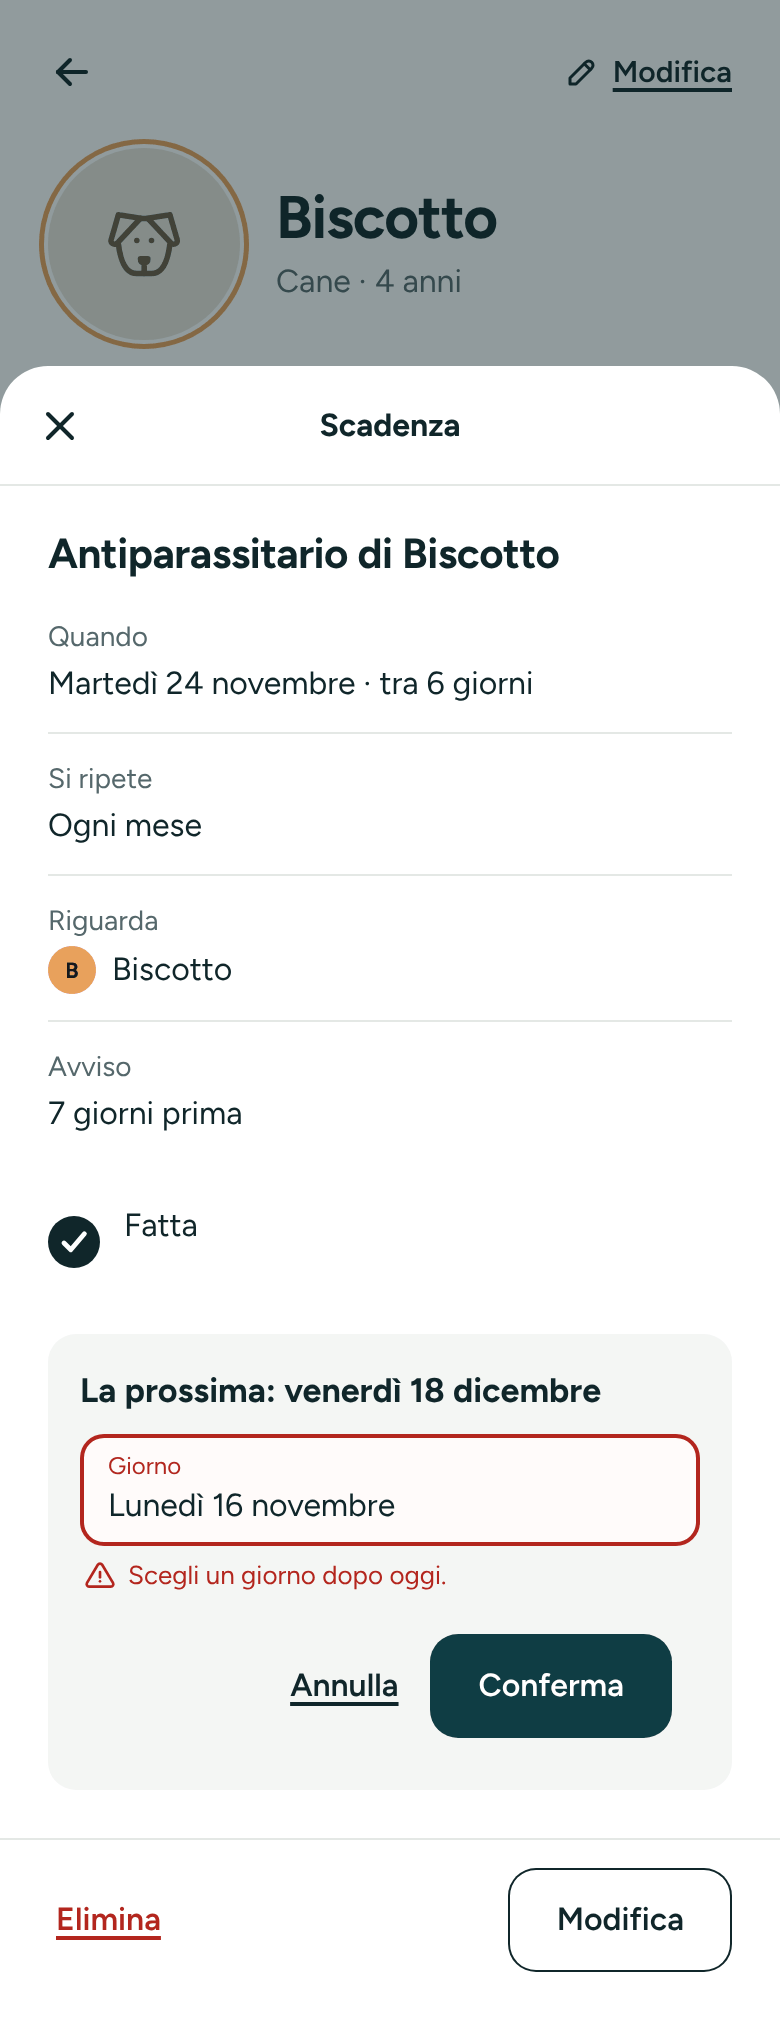 Modifica
Biscotto
Cane · 4 anni
Scadenza
Antiparassitario di Biscotto
Quando
Martedì 24 novembre · tra 6 giorni
Si ripete
Ogni mese
Riguarda
B Biscotto
Avviso
7 giorni prima
Fatta
La prossima: venerdì 18 dicembre
Giorno
Lunedì 16 novembre
Scegli un giorno dopo oggi.
Annulla Conferma
Elimina Modifica